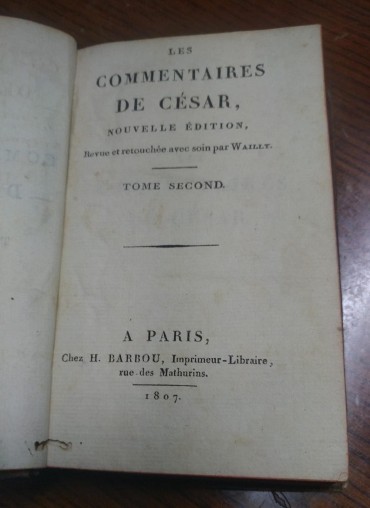 LES
COMMENTAIRES
DE CÉSAR,
NOUVELLE ÉDITION,
Revue et retouchée avec soin par WAILLY.
TOME SECOND.
A PARIS,
Chez H. BARBOU, Imprimeur-Libraire,
rue des Mathurins.
1807.